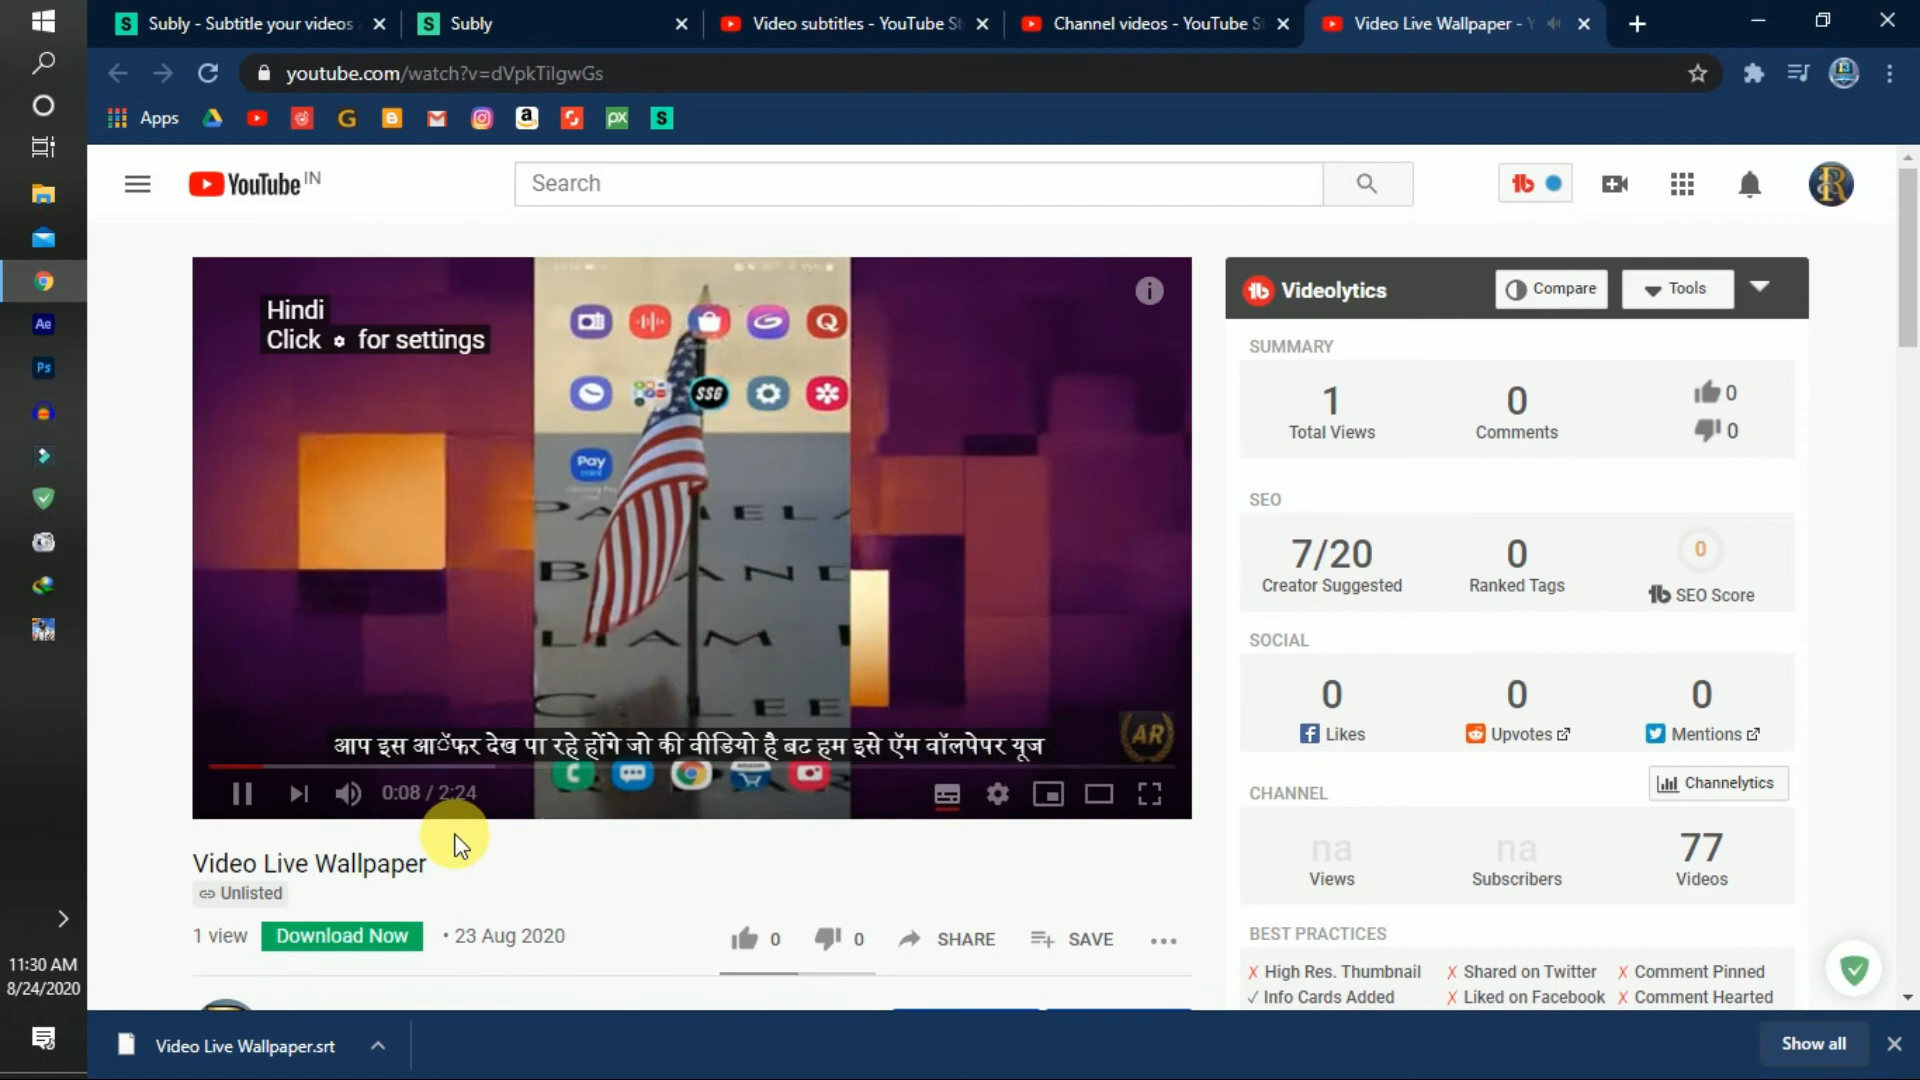 Subly - Subtitle your videos
Subly
Video subtitles - YouTube St
Channel videos - YouTube S
Video Live Wallpaper - Y
youtube.com/watch?v=dVpkTilgwGs
Apps
YouTube IN
Search
Hindi
Click for settings
Pay
mini
SSG
AR
आप इस आॅफर देख पा रहे होंगे जो की वीडियो है बट हम इसे ऍम वॉलपेपर यूज
0:08 / 2:24
Video Live Wallpaper
Unlisted
1 view
Download Now
• 23 Aug 2020
0
0
SHARE
SAVE
Videolytics
Compare
Tools
SUMMARY
1
0
0
Total Views
Comments
0
SEO
7/20
0
0
Creator Suggested
Ranked Tags
SEO Score
SOCIAL
0
0
0
Likes
Upvotes
Mentions
CHANNEL
Channelytics
na
na
77
Views
Subscribers
Videos
BEST PRACTICES
X High Res. Thumbnail
X Shared on Twitter
X Comment Pinned
✓ Info Cards Added
X Liked on Facebook
X Comment Hearted
Ae
Ps
11:30 AM
8/24/2020
Video Live Wallpaper.srt
Show all